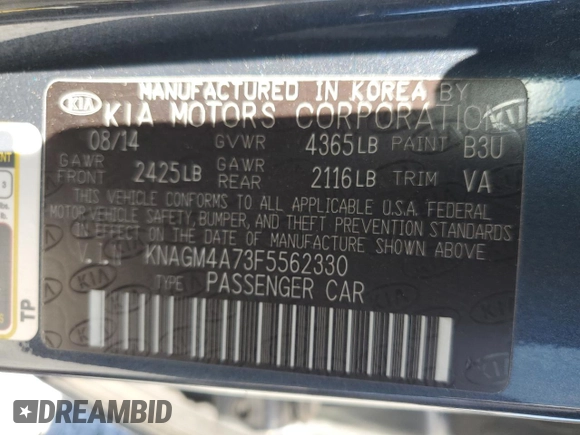 MANUFACTURED IN KOREA BY
KIA KIA MOTORS CORPORATION
08/14 GVWR 4365LB PAINT B3U
GAWR FRONT 2425LB GAWR REAR 2116LB TRIM VA
THIS VEHICLE CONFORMS TO ALL APPLICABLE U.S.A. FEDERAL
MOTOR VEHICLE SAFETY, BUMPER, AND THEFT PREVENTION STANDARDS
IN EFFECT ON THE DATE OF MANUFACTURE SHOWN ABOVE.
V.I.N KNAGM4A73F5562330
TYPE PASSENGER CAR
TP
DREAMBID